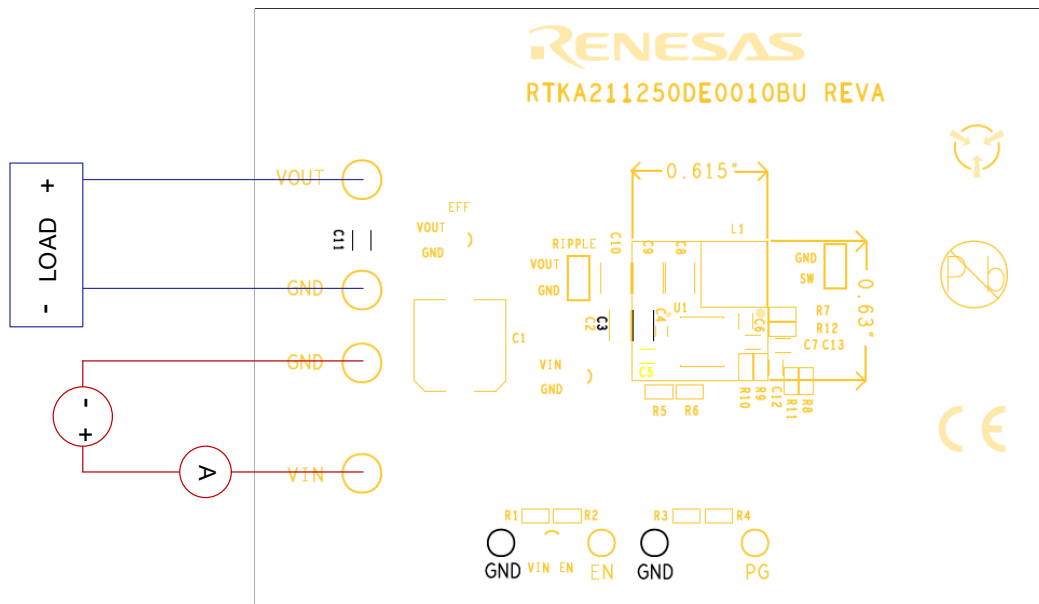 RENESAS
RTKA211250DE0010BU REVA
VOUT
GND
GND
VIN
+
LOAD
-
-
+
A
C11
EFF
VOUT
GND
C1
RIPPLE
VOUT
GND
VIN
GND
0.615"
0.63"
C10
C9
C8
L1
GND
SW
C2
C3
C4
U1
C6
C5
R7
R12
C7 C13
R5
R6
R10
R9
C12
R11
R8
Pb
CE
R1
R2
R3
R4
GND
VIN EN
EN
GND
PG